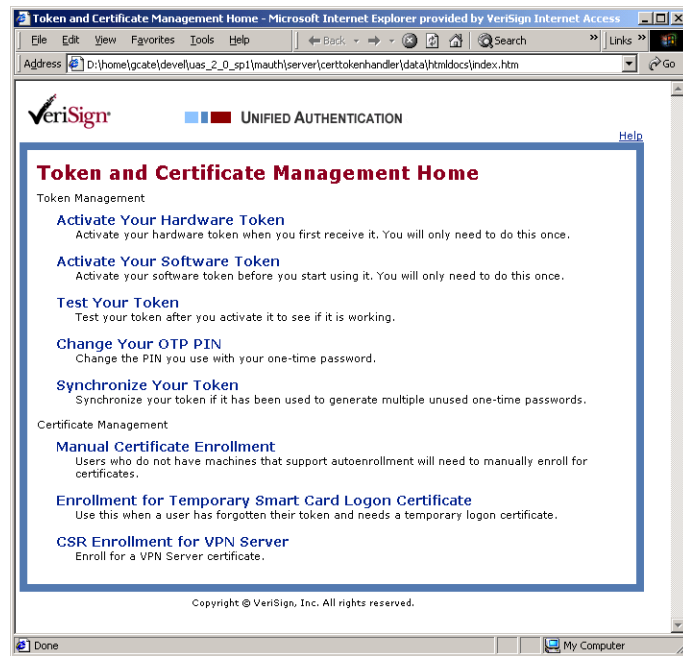 Token and Certificate Management Home - Microsoft Internet Explorer provided by VeriSign Internet Access
File Edit View Favorites Tools Help Back Search » Links »
Address D:\home\gcate\devel\uas_2_0_sp1\mauth\server\certtokenhandler\data\htmldocs\index.htm Go
VeriSign UNIFIED AUTHENTICATION
Help
Token and Certificate Management Home
Token Management
Activate Your Hardware Token
Activate your hardware token when you first receive it. You will only need to do this once.
Activate Your Software Token
Activate your software token before you start using it. You will only need to do this once.
Test Your Token
Test your token after you activate it to see if it is working.
Change Your OTP PIN
Change the PIN you use with your one-time password.
Synchronize Your Token
Synchronize your token if it has been used to generate multiple unused one-time passwords.
Certificate Management
Manual Certificate Enrollment
Users who do not have machines that support autoenrollment will need to manually enroll for
certificates.
Enrollment for Temporary Smart Card Logon Certificate
Use this when a user has forgotten their token and needs a temporary logon certificate.
CSR Enrollment for VPN Server
Enroll for a VPN Server certificate.
Copyright © VeriSign, Inc. All rights reserved.
Done My Computer